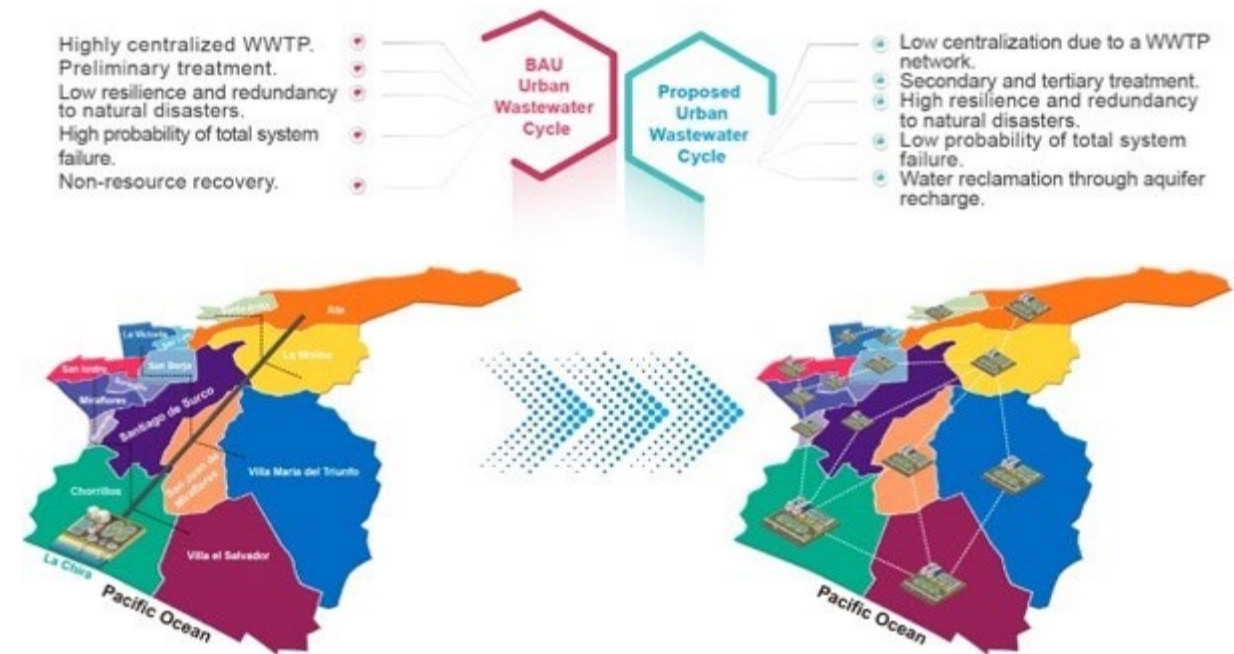 Highly centralized WWTP.
Preliminary treatment.
Low resilience and redundancy
to natural disasters.
High probability of total system
failure.
Non-resource recovery.
BAU
Urban
Wastewater
Cycle
Proposed
Urban
Wastewater
Cycle
Low centralization due to a WWTP
network.
Secondary and tertiary treatment.
High resilience and redundancy
to natural disasters.
Low probability of total system
failure.
Water reclamation through aquifer
recharge.
Ate
La Victoria
La Molina
San Isidro
San Borja
Miraflores
Santiago de Surco
San Juan de
Miraflores
Villa Maria del Triunfo
Chorrillos
Villa el Salvador
La Chira
Pacific Ocean
Pacific Ocean